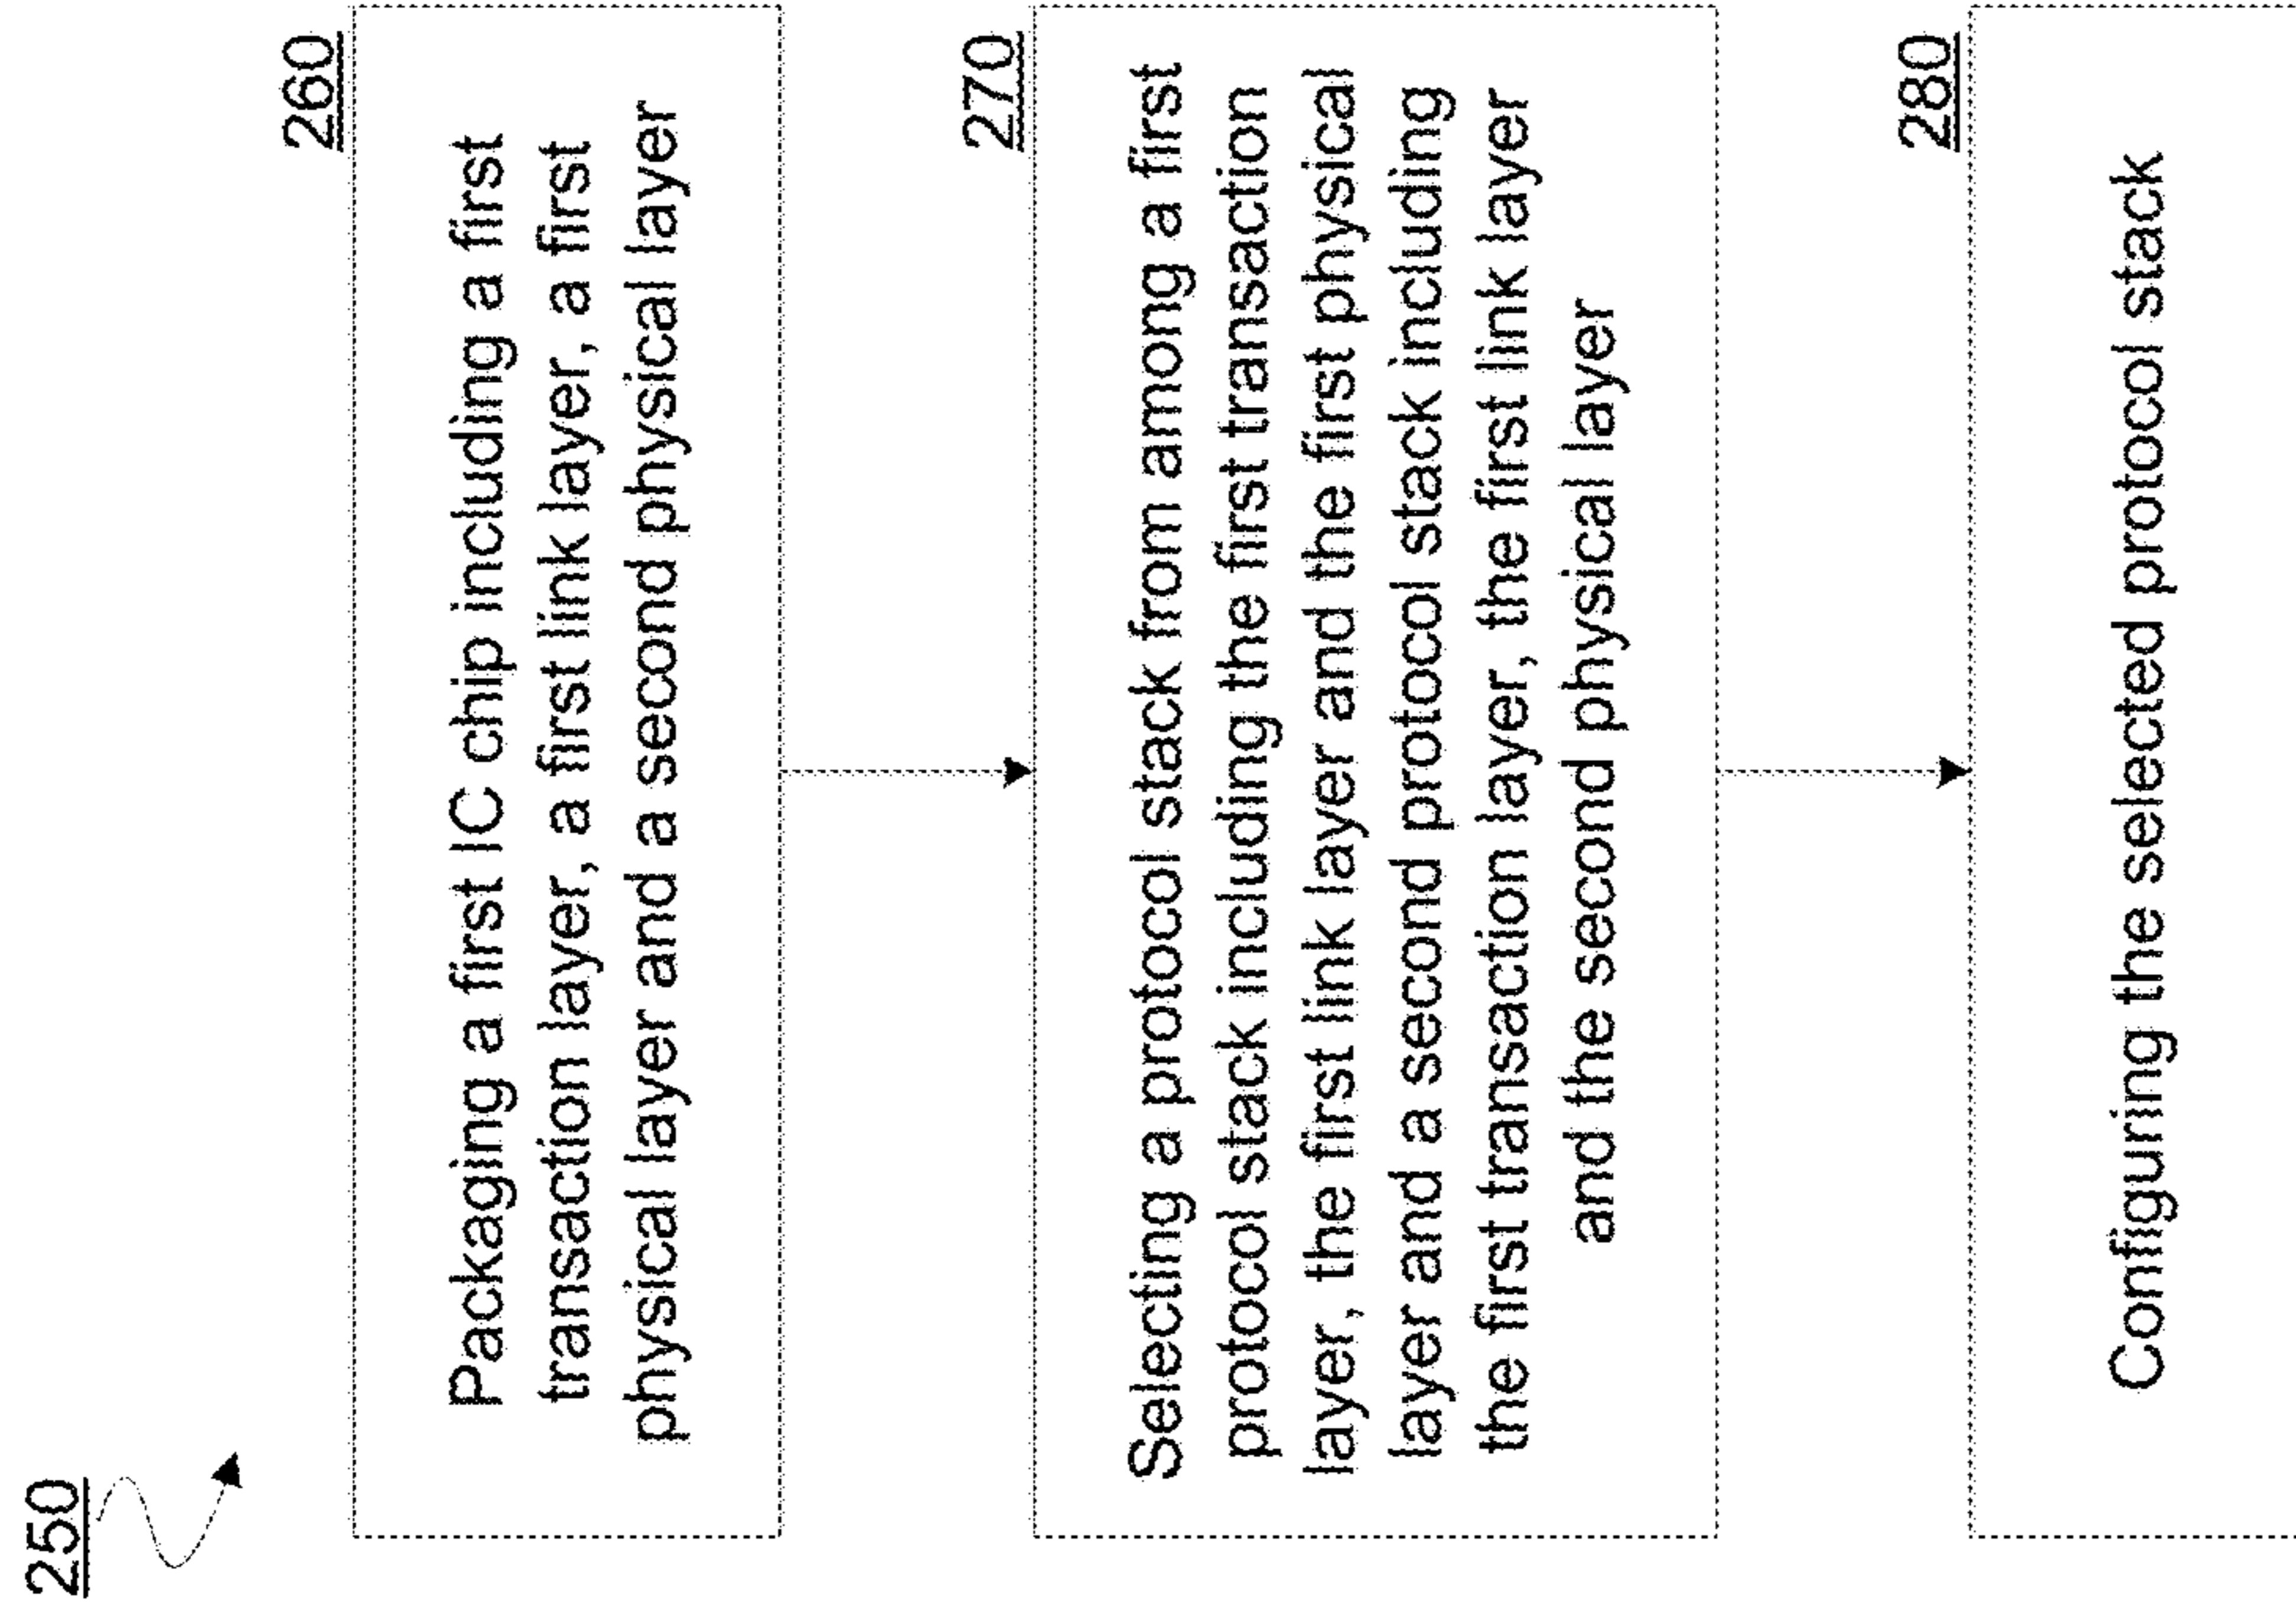 250
260
Packaging a first IC chip including a first
transaction layer, a first link layer, a first
physical layer and a second physical layer
270
Selecting a protocol stack from among a first
protocol stack including the first transaction
layer, the first link layer and the first physical
layer and a second protocol stack including
the first transaction layer, the first link layer
and the second physical layer
280
Configuring the selected protocol stack